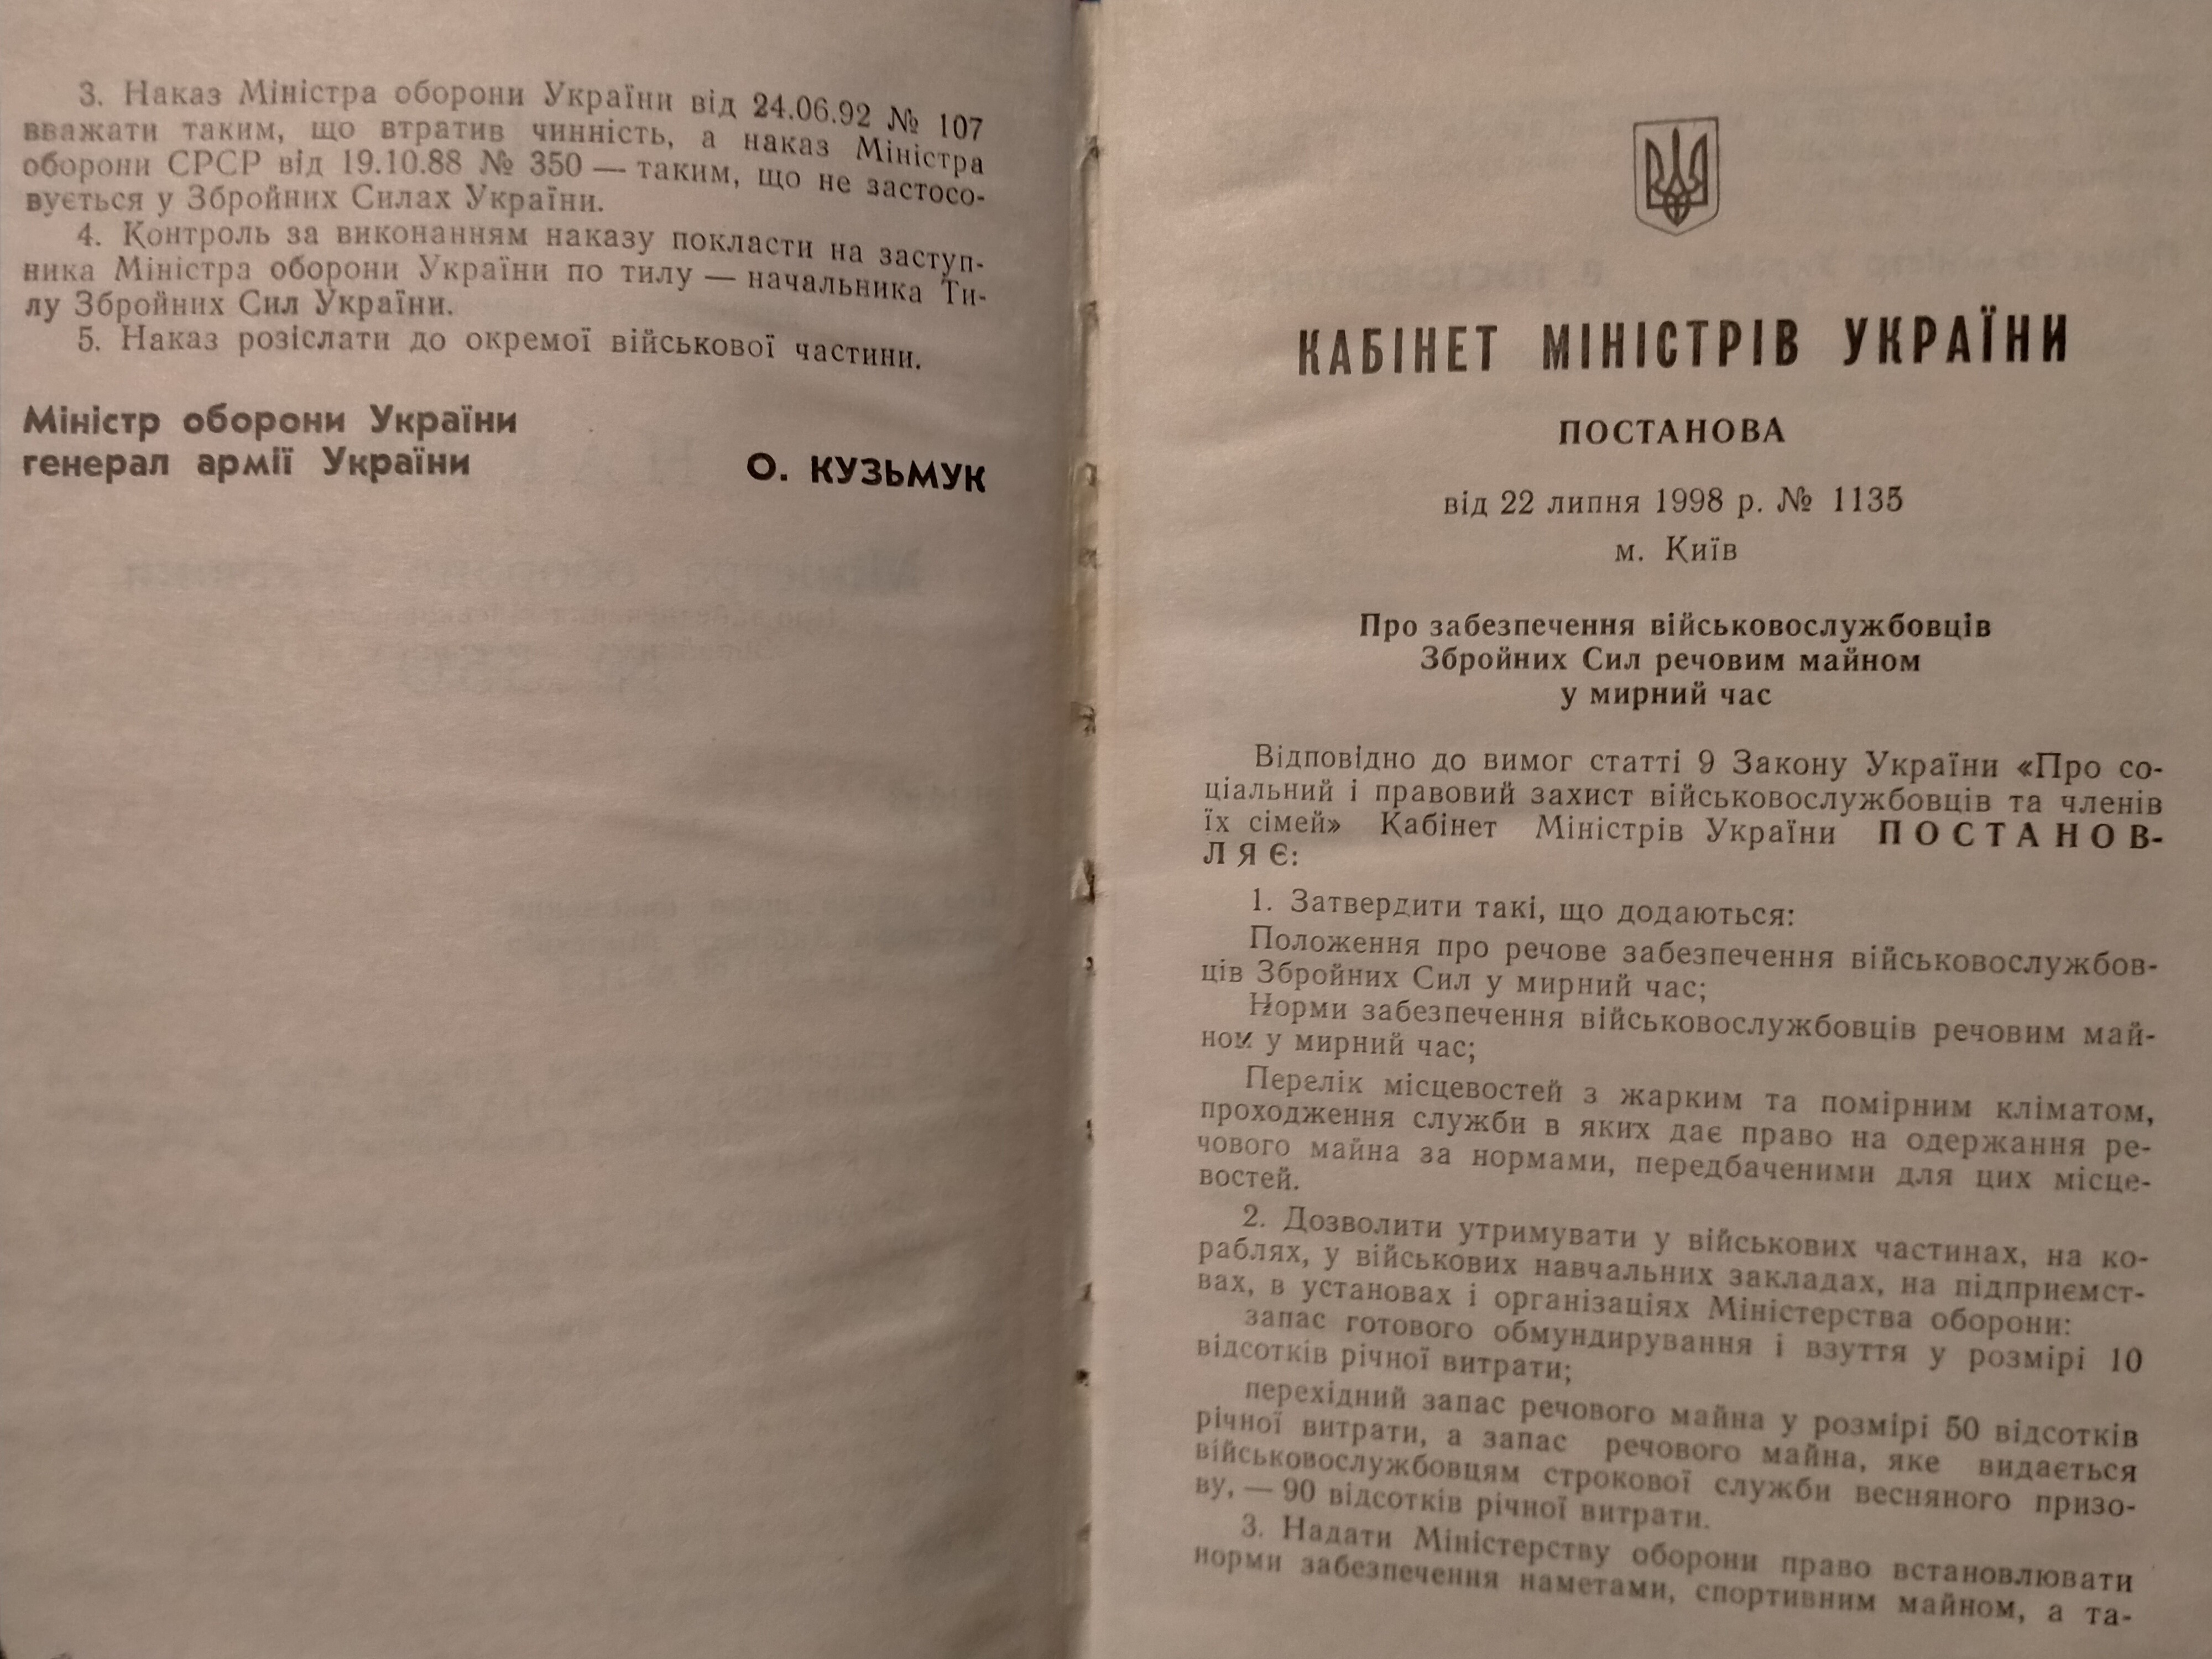 3. Наказ Міністра оборони України від 24.06.92 № 107
вважати таким, що втратив чинність, а наказ Міністра
оборони СРСР від 19.10.88 № 350 — таким, що не застосо-
вується у Збройних Силах України.
4. Контроль за виконанням наказу покласти на заступ-
ника Міністра оборони України по тилу — начальника Ти-
лу Збройних Сил України.
5. Наказ розіслати до окремої військової частини.
Міністр оборони України
генерал армії України
О. КУЗЬМУК
КАБІНЕТ МІНІСТРІВ УКРАЇНИ
ПОСТАНОВА
від 22 липня 1998 р. № 1135
м. Київ
Про забезпечення військовослужбовців
Збройних Сил речовим майном
у мирний час
Відповідно до вимог статті 9 Закону України «Про со-
ціальний і правовий захист військовослужбовців та членів
їх сімей» Кабінет Міністрів України П О С Т А Н О В-
Л Я Є:
1. Затвердити такі, що додаються:
Положення про речове забезпечення військовослужбов-
ців Збройних Сил у мирний час;
Норми забезпечення військовослужбовців речовим май-
ном у мирний час;
Перелік місцевостей з жарким та помірним кліматом,
проходження служби в яких дає право на одержання ре-
чового майна за нормами, передбаченими для цих місце-
востей.
2. Дозволити утримувати у військових частинах, на ко-
раблях, у військових навчальних закладах, на підприємст-
вах, в установах і організаціях Міністерства оборони:
запас готового обмундирування і взуття у розмірі 10
відсотків річної витрати;
перехідний запас речового майна у розмірі 50 відсотків
річної витрати, а запас речового майна, яке видається
військовослужбовцям строкової служби весняного призо-
ву, — 90 відсотків річної витрати.
3. Надати Міністерству оборони право встановлювати
норми забезпечення наметами, спортивним майном, а та-